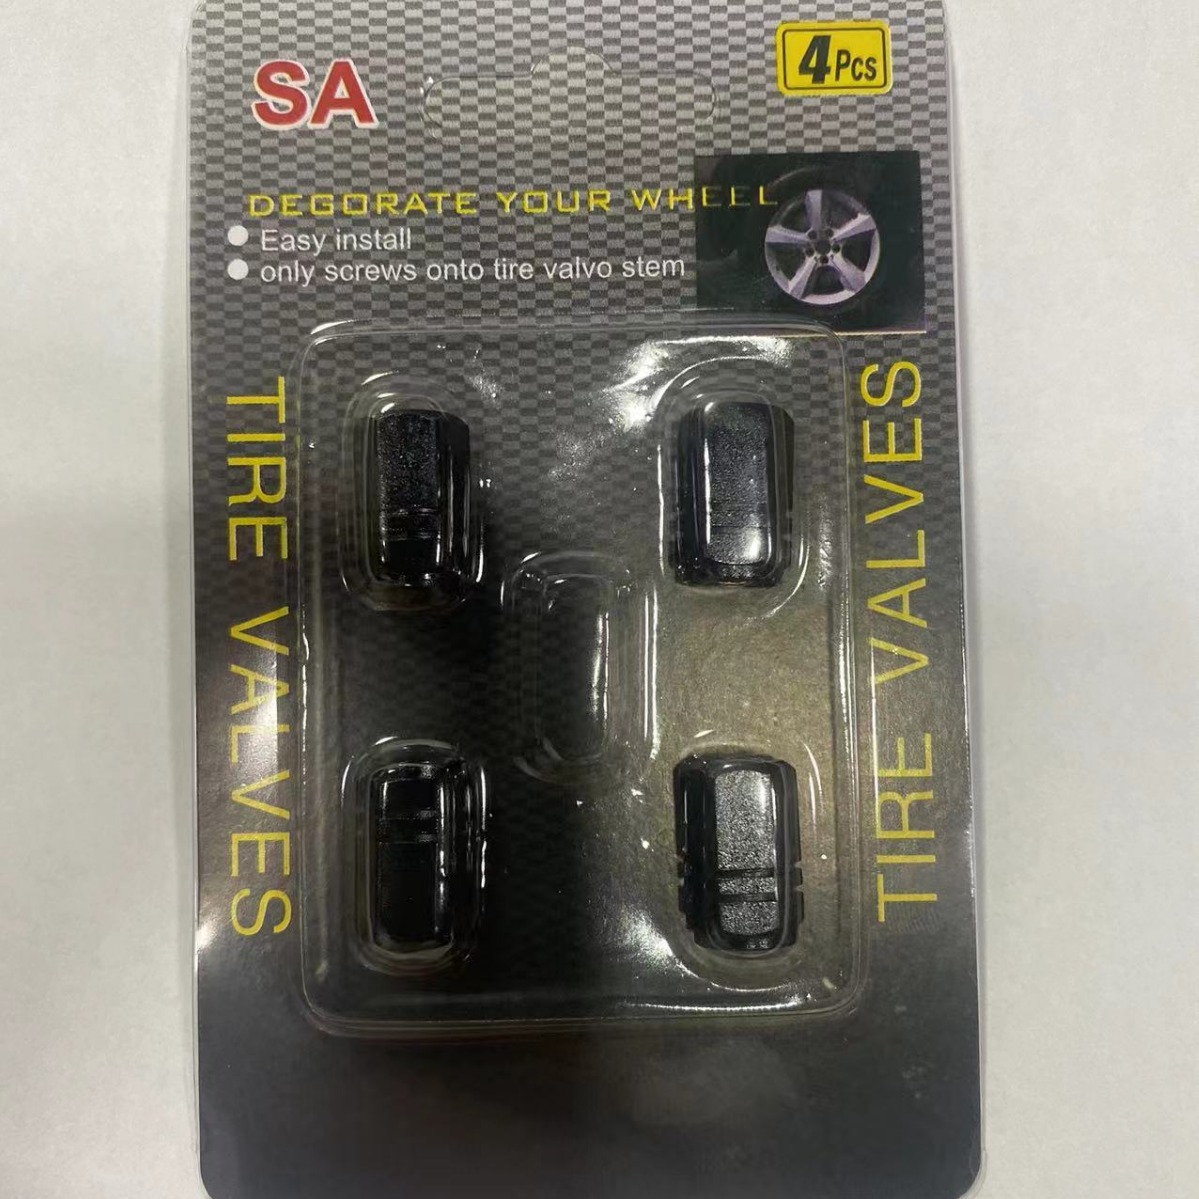 SA
4Pcs
DEGORATE YOUR WHEEL
Easy install
only screws onto tire valvo stem
TIRE VALVES
TIRE VALVES